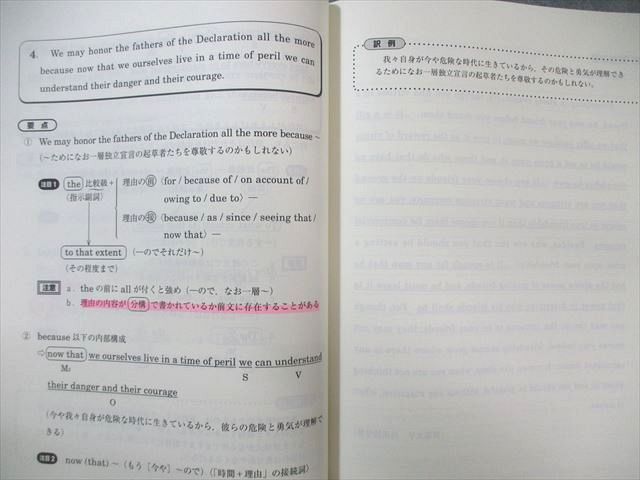 4. We may honor the fathers of the Declaration all the more
because now that we ourselves live in a time of peril we can
understand their danger and their courage.
要点
① We may honor the fathers of the Declaration all the more because ~
(〜ためになお一層独立宣言の起草者たちを尊敬するのかもしれない)
注目1 the 比較級+
(指示副詞)
理由の前 〈for / because of / on account of /
owing to / due to〉―
理由の接 〈because / as / since / seeing that /
now that〉―
to that extent (―のでそれだけ〜)
(その程度まで)
注意 a. the の前に all が付くと強め (―ので、なお一層〜)
b. 理由の内容が分構で書かれているか前文に存在することがある
② because 以下の内部構成
⇨ now that we ourselves live in a time of peril we can understand
M₂ S V
their danger and their courage
O
(今や我々自身が危険な時代に生きているから、彼らの危険と勇気が理解で
きる)
注目2 now (that) ~ (もう [今や] 〜ので) (「時間+理由」の接続詞)
訳例
我々自身が今や危険な時代に生きているから、その危険と勇気が理解でき
るためになお一層独立宣言の起草者たちを尊敬するのかもしれない。